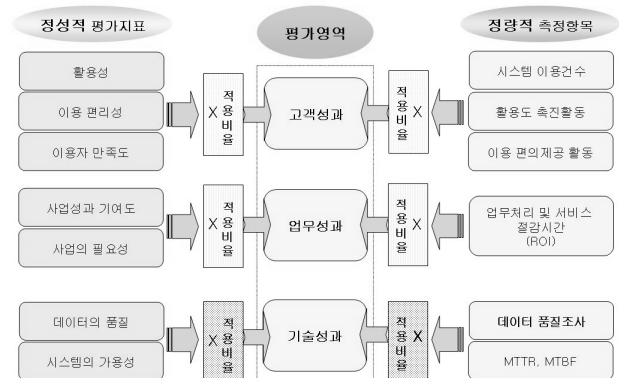 정성적 평가지표
평가영역
정량적 측정항목
활용성
이용 편리성
이용자 만족도
X
적용비율
고객성과
적용비율
X
시스템 이용건수
활용도 촉진활동
이용 편의제공 활동
사업성과 기여도
사업의 필요성
X
적용비율
업무성과
적용비율
X
업무처리 및 서비스
절감시간
(ROI)
데이터의 품질
시스템의 가용성
X
적용비율
기술성과
적용비율
X
데이터 품질조사
MTTR, MTBF